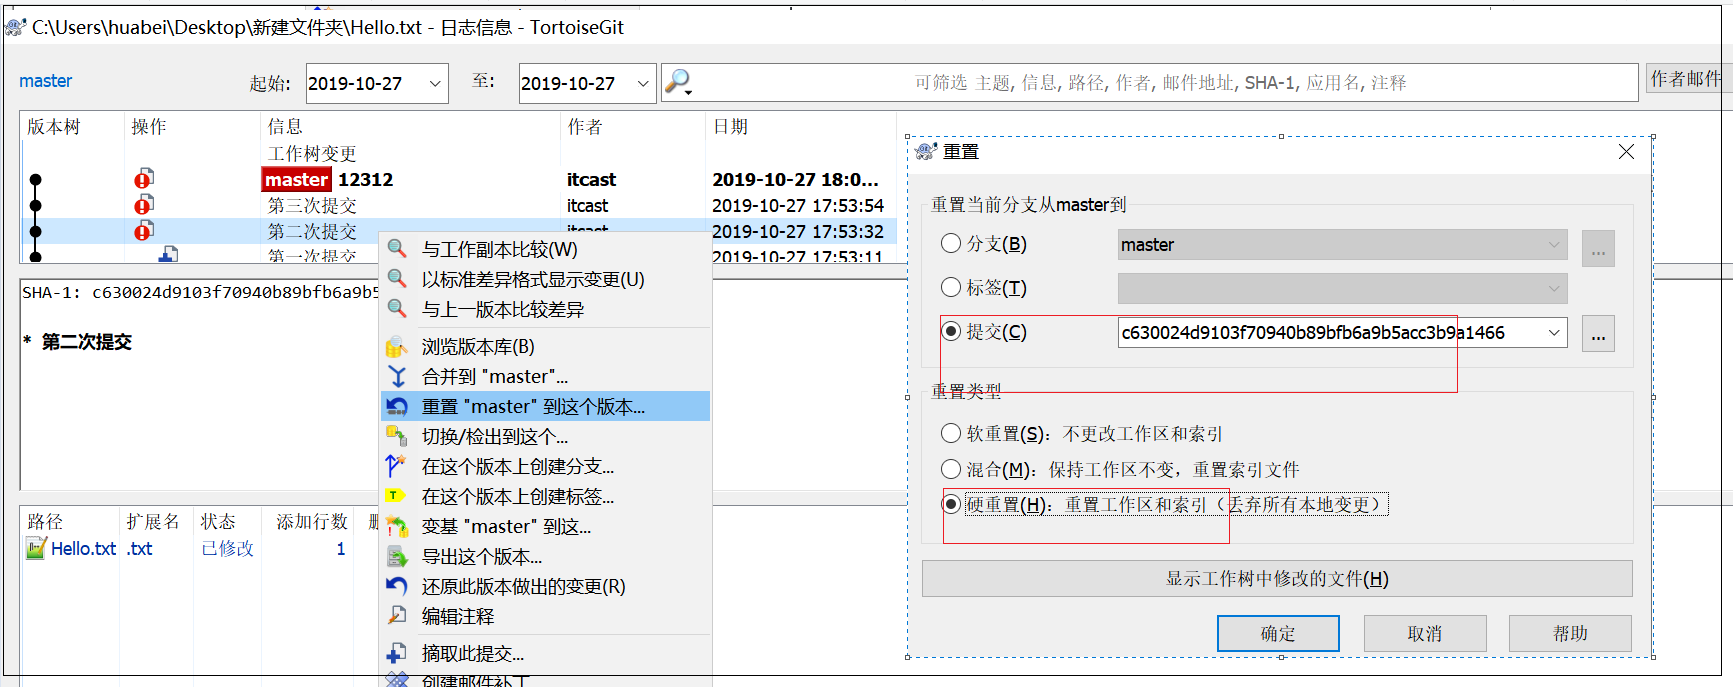 C:\Users\huabei\Desktop\新建文件夹\Hello.txt - 日志信息 - TortoiseGit
master 起始: 2019-10-27 至: 2019-10-27 可筛选 主题, 信息, 路径, 作者, 邮件地址, SHA-1, 应用名, 注释 作者邮件
版本树 操作 信息 作者 日期
工作树变更
master 12312 itcast 2019-10-27 18:0...
第三次提交 itcast 2019-10-27 17:53:54
第二次提交 itcast 2019-10-27 17:53:32
第一次提交 2019-10-27 17:53:11
SHA-1: c630024d9103f70940b89bfb6a9b5
* 第二次提交
路径 扩展名 状态 添加行数
Hello.txt .txt 已修改 1
与工作副本比较(W)
以标准差异格式显示变更(U)
与上一版本比较差异
浏览版本库(B)
合并到 "master"...
重置 "master" 到这个版本...
切换/检出到这个...
在这个版本上创建分支...
在这个版本上创建标签...
变基 "master" 到这...
导出这个版本...
还原此版本做出的变更(R)
编辑注释
摘取此提交...
创建邮件补丁
重置
重置当前分支从master到
分支(B) master ...
标签(T)
提交(C) c630024d9103f70940b89bfb6a9b5acc3b9a1466 ...
重置类型
软重置(S): 不更改工作区和索引
混合(M): 保持工作区不变，重置索引文件
硬重置(H): 重置工作区和索引（丢弃所有本地变更）
显示工作树中修改的文件(H)
确定 取消 帮助